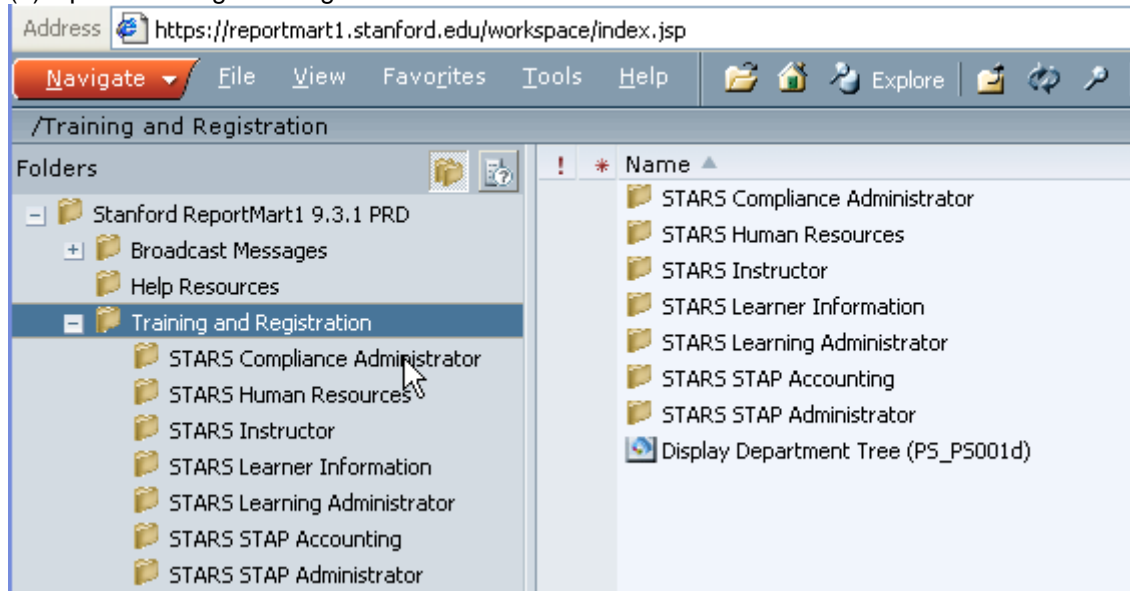 Address https://reportmart1.stanford.edu/workspace/index.jsp
Navigate File View Favorites Tools Help Explore
/Training and Registration
Folders
Stanford ReportMart1 9.3.1 PRD
Broadcast Messages
Help Resources
Training and Registration
STARS Compliance Administrator
STARS Human Resources
STARS Instructor
STARS Learner Information
STARS Learning Administrator
STARS STAP Accounting
STARS STAP Administrator
! * Name
STARS Compliance Administrator
STARS Human Resources
STARS Instructor
STARS Learner Information
STARS Learning Administrator
STARS STAP Accounting
STARS STAP Administrator
Display Department Tree (PS_PS001d)